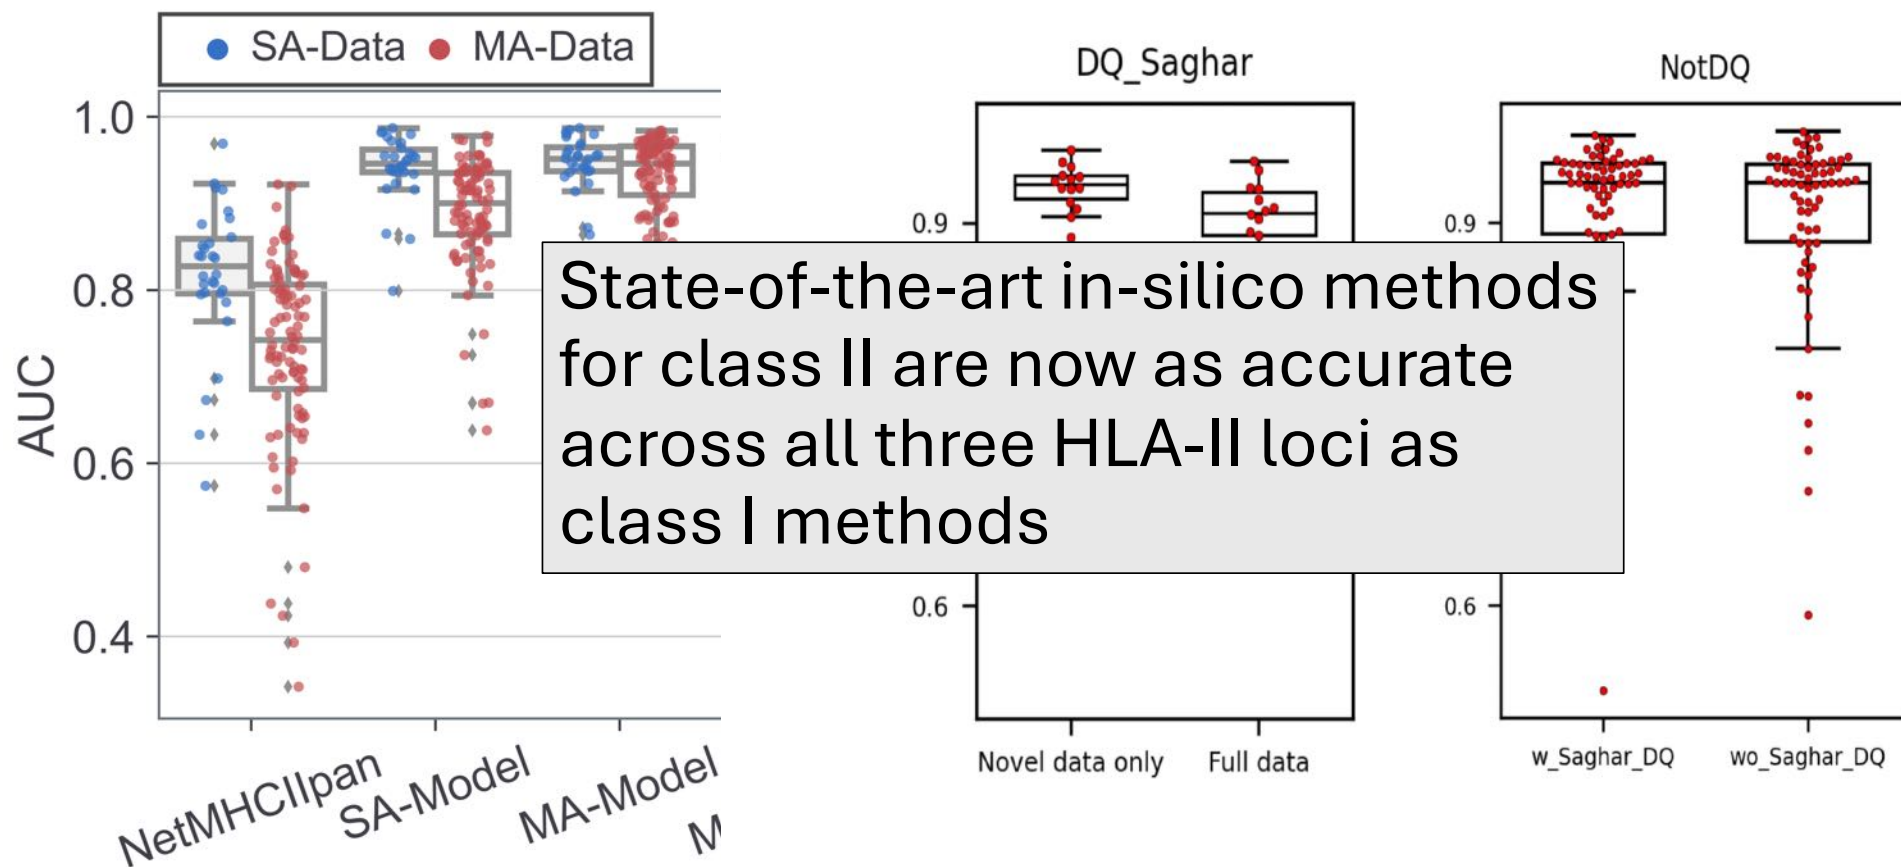 SA-Data MA-Data
1.0
0.8
0.6
0.4
AUC
NetMHCIIpan
SA-Model
MA-Model
DQ_Saghar
0.9
0.6
Novel data only Full data
NotDQ
0.9
0.6
w_Saghar_DQ wo_Saghar_DQ
State-of-the-art in-silico methods
for class II are now as accurate
across all three HLA-II loci as
class I methods